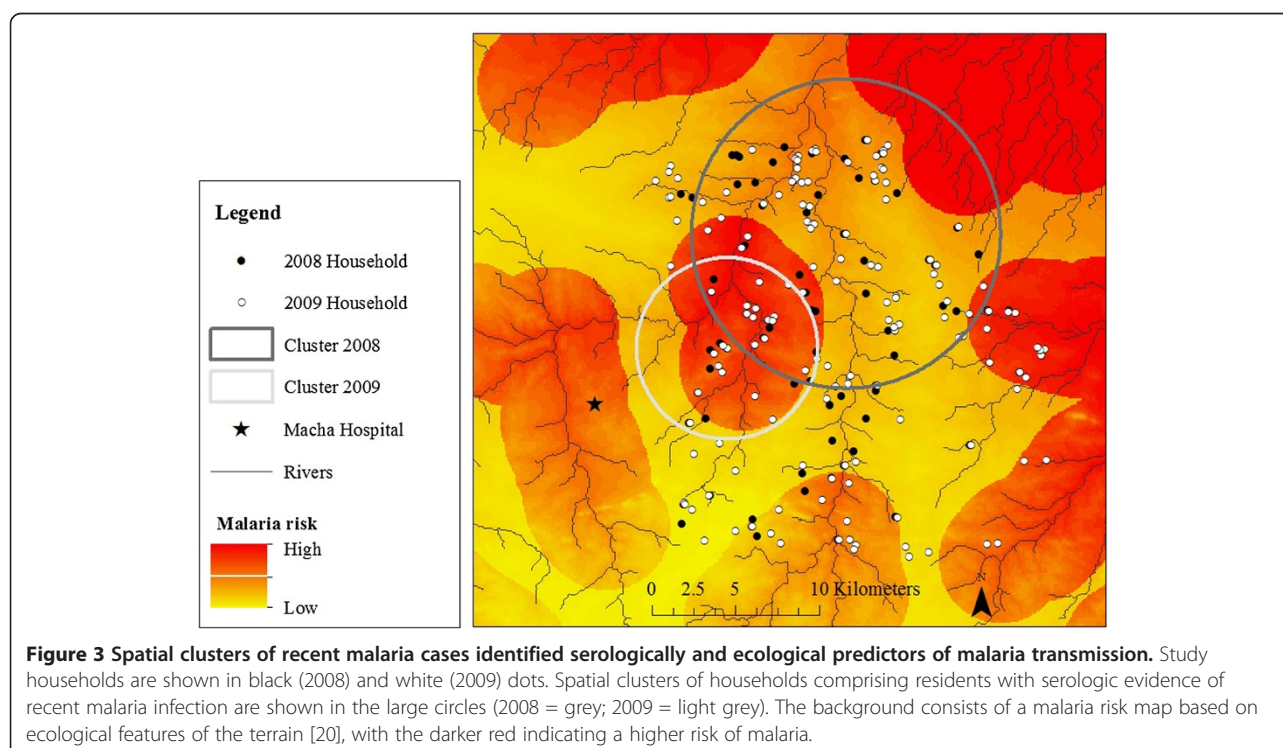 Legend
2008 Household
2009 Household
Cluster 2008
Cluster 2009
Macha Hospital
Rivers
Malaria risk
High
Low
N
0 2.5 5 10 Kilometers
Figure 3 Spatial clusters of recent malaria cases identified serologically and ecological predictors of malaria transmission. Study
households are shown in black (2008) and white (2009) dots. Spatial clusters of households comprising residents with serologic evidence of
recent malaria infection are shown in the large circles (2008 = grey; 2009 = light grey). The background consists of a malaria risk map based on
ecological features of the terrain [20], with the darker red indicating a higher risk of malaria.